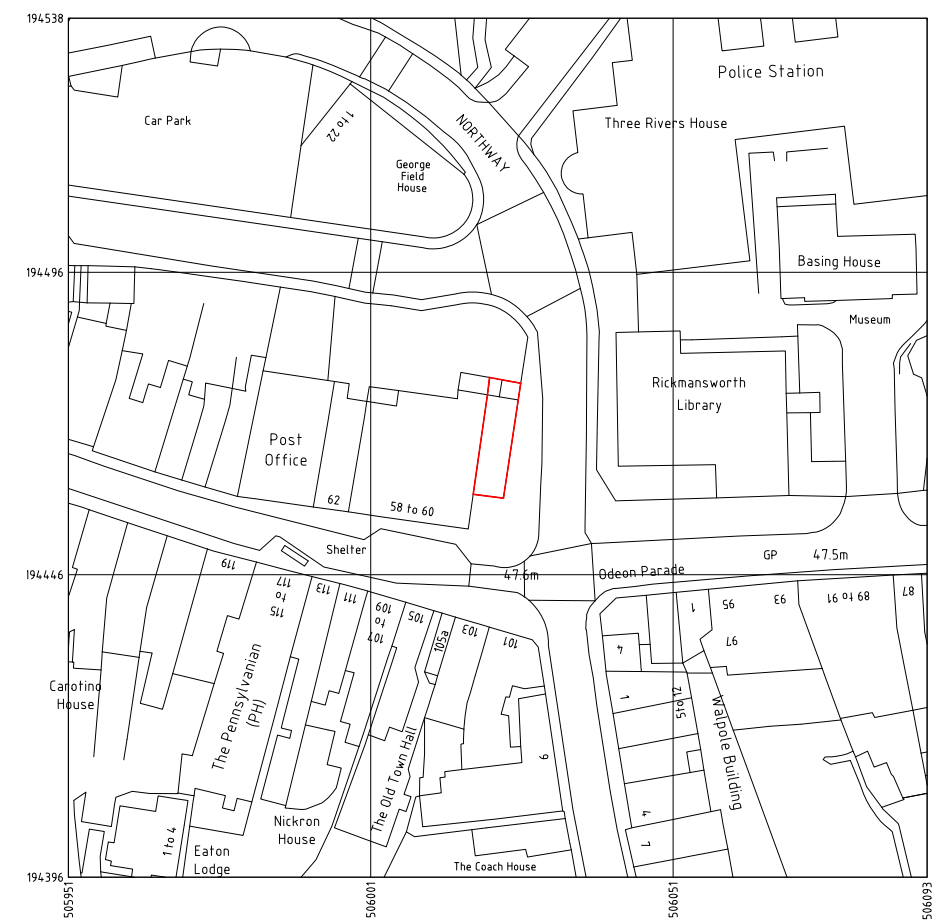 194538
Police Station
Car Park
1 to 22
NORTHWAY
Three Rivers House
George
Field
House
194496
Basing House
Museum
Rickmansworth
Library
Post
Office
62
58 to 60
Shelter
GP
47.5m
194446
47.6m
Odeon Parade
119
117
to
115
113
111
109
to
107
105
105a
103
101
1
95
93
89 to 91
87
97
4
Carotino
House
The Pennsylvanian
(PH)
1
5 to 12
Walpole Building
The Old Town Hall
9
4
7
Nickron
House
1 to 4
Eaton
Lodge
The Coach House
194396
505951
506001
506051
506093